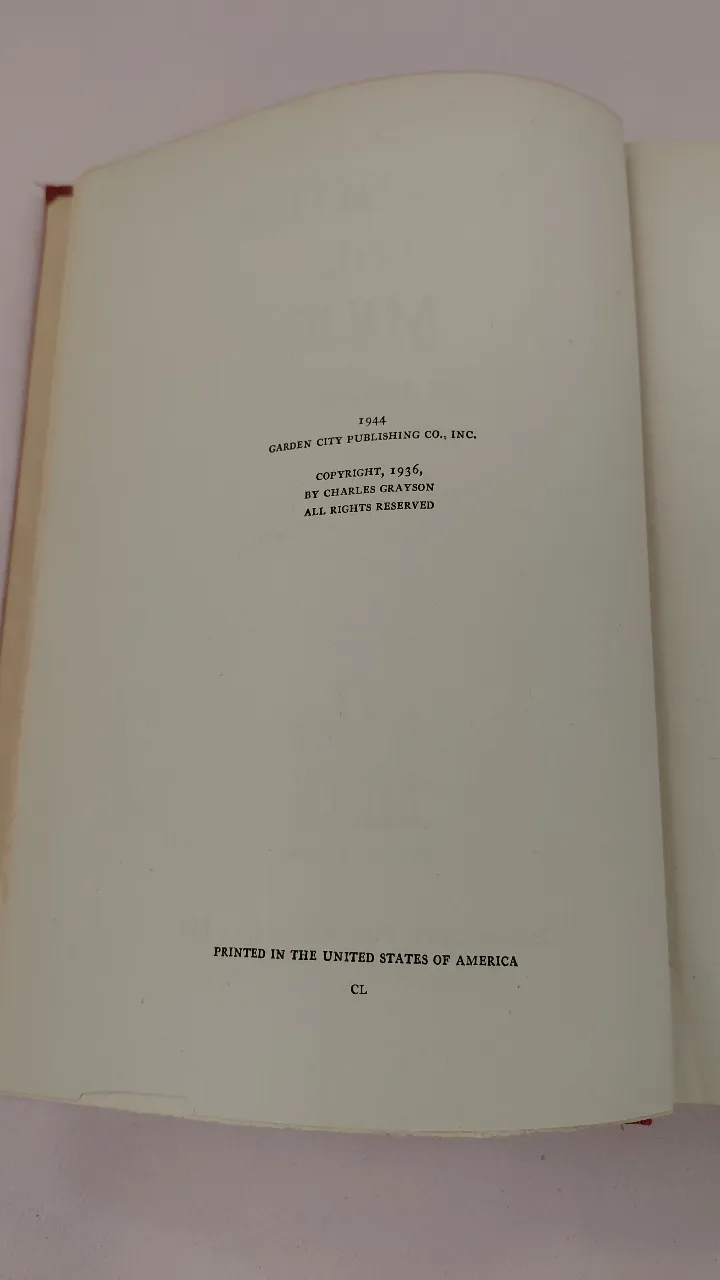 1944
GARDEN CITY PUBLISHING CO., INC.
COPYRIGHT, 1936,
BY CHARLES GRAYSON
ALL RIGHTS RESERVED
PRINTED IN THE UNITED STATES OF AMERICA
CL